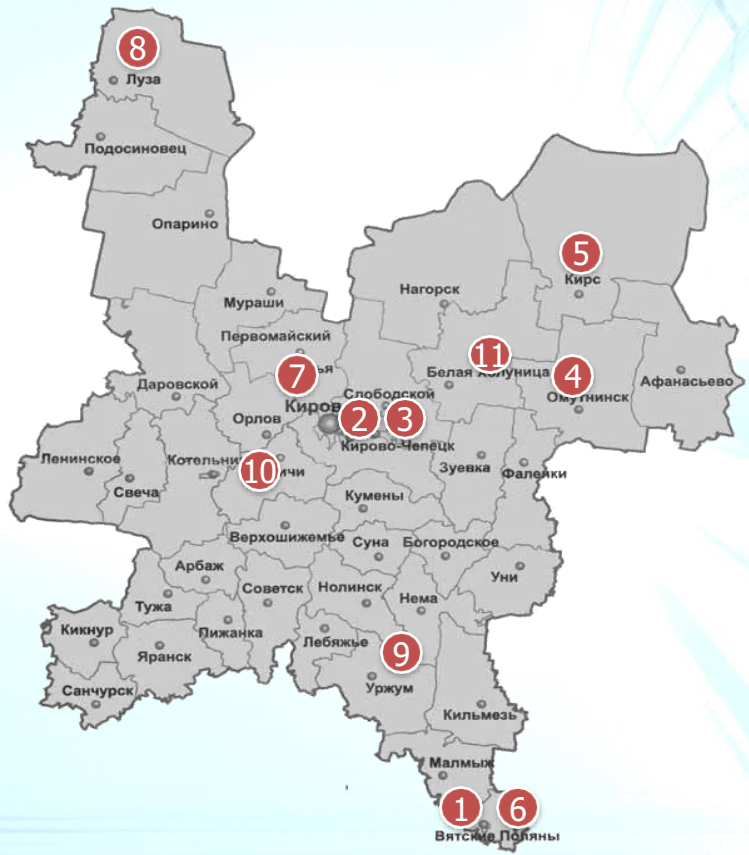 8
Луза
Подосиновец
Опарино
5
Кирс
Нагорск
Мураши
Первомайский
11
7
Белая Холуница
4
Афанасьево
Даровской
Слободской
Омутнинск
Киров
2
3
Орлов
Кирово-Чепецк
Ленинское
10
Зуевка
Фаленки
Свеча
Кумены
Верхошижемье
Суна
Богородское
Арбаж
Уни
Советск
Нолинск
Нема
Тужа
Кикнур
Пижанка
Лебяжье
9
Яранск
Уржум
Санчурск
Кильмезь
Малмыж
1
6
Вятские Поляны